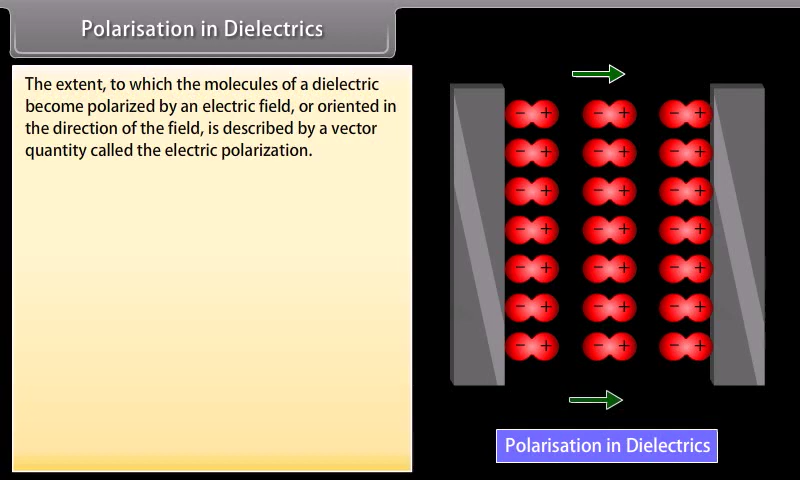 Polarisation in Dielectrics
The extent, to which the molecules of a dielectric
become polarized by an electric field, or oriented in
the direction of the field, is described by a vector
quantity called the electric polarization.
− + − + − +
− + − + − +
− + − + − +
− + − + − +
− + − + − +
− + − + − +
− + − + − +
Polarisation in Dielectrics